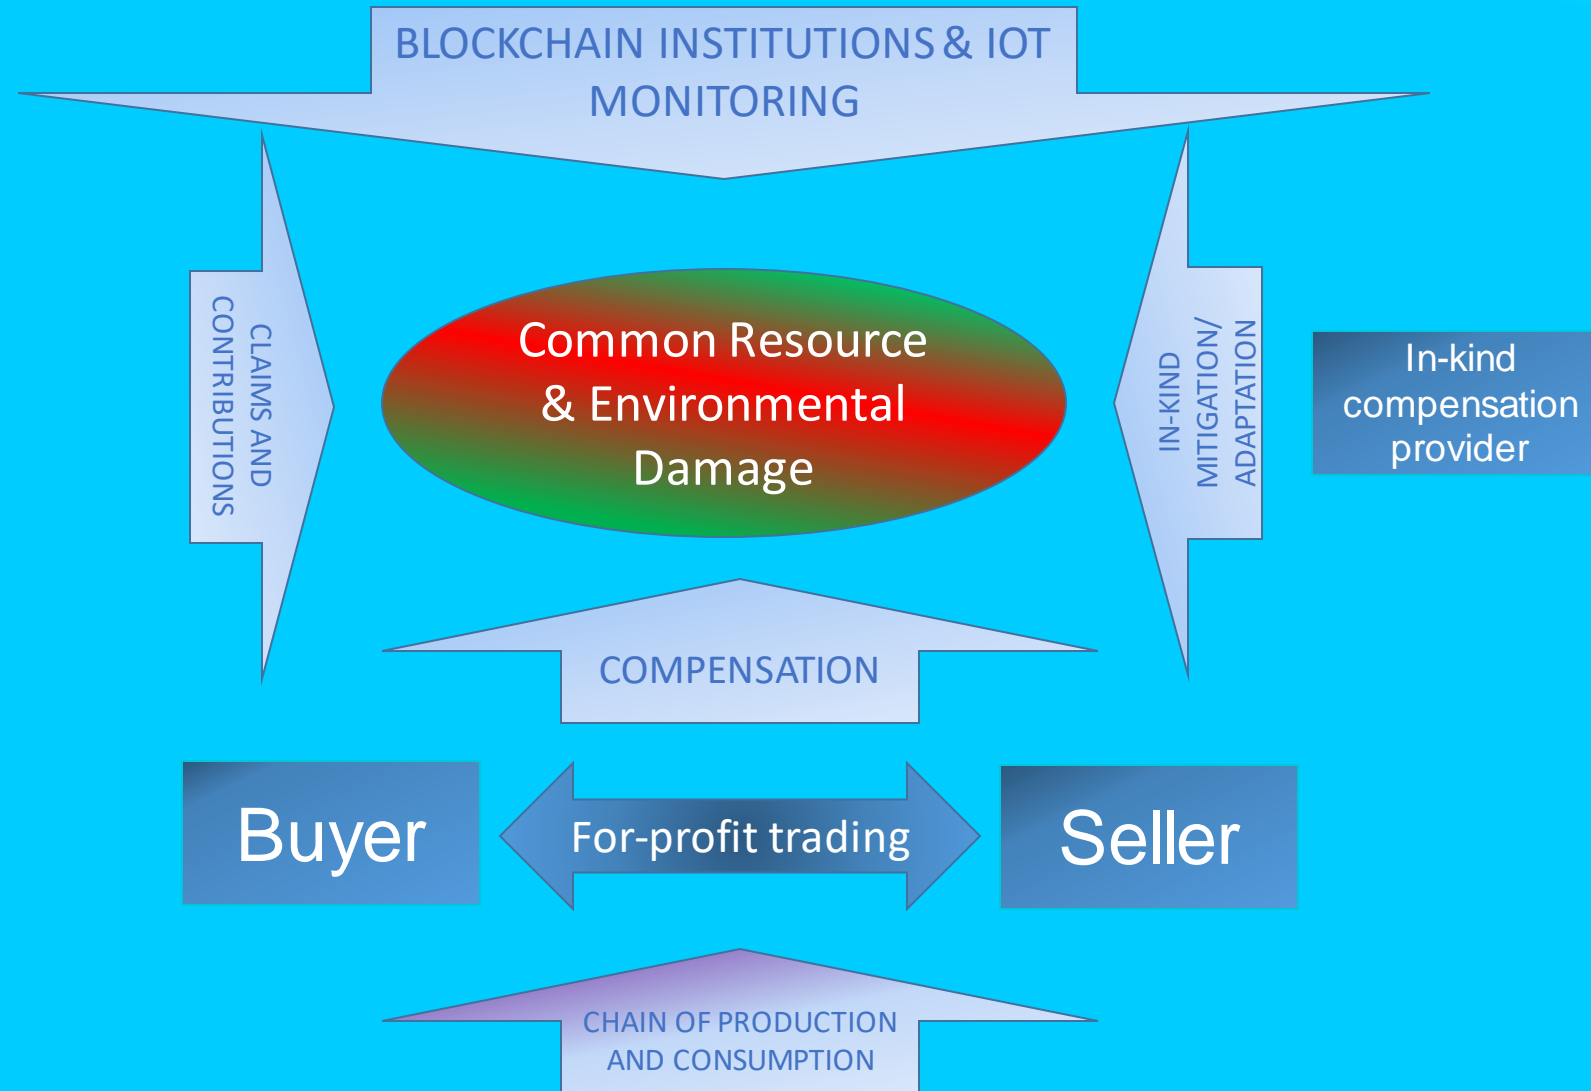 BLOCKCHAIN INSTITUTIONS & IOT
MONITORING
CLAIMS AND
CONTRIBUTIONS
Common Resource
& Environmental
Damage
IN-KIND
MITIGATION/
ADAPTATION
In-kind
compensation
provider
COMPENSATION
Buyer
For-profit trading
Seller
CHAIN OF PRODUCTION
AND CONSUMPTION